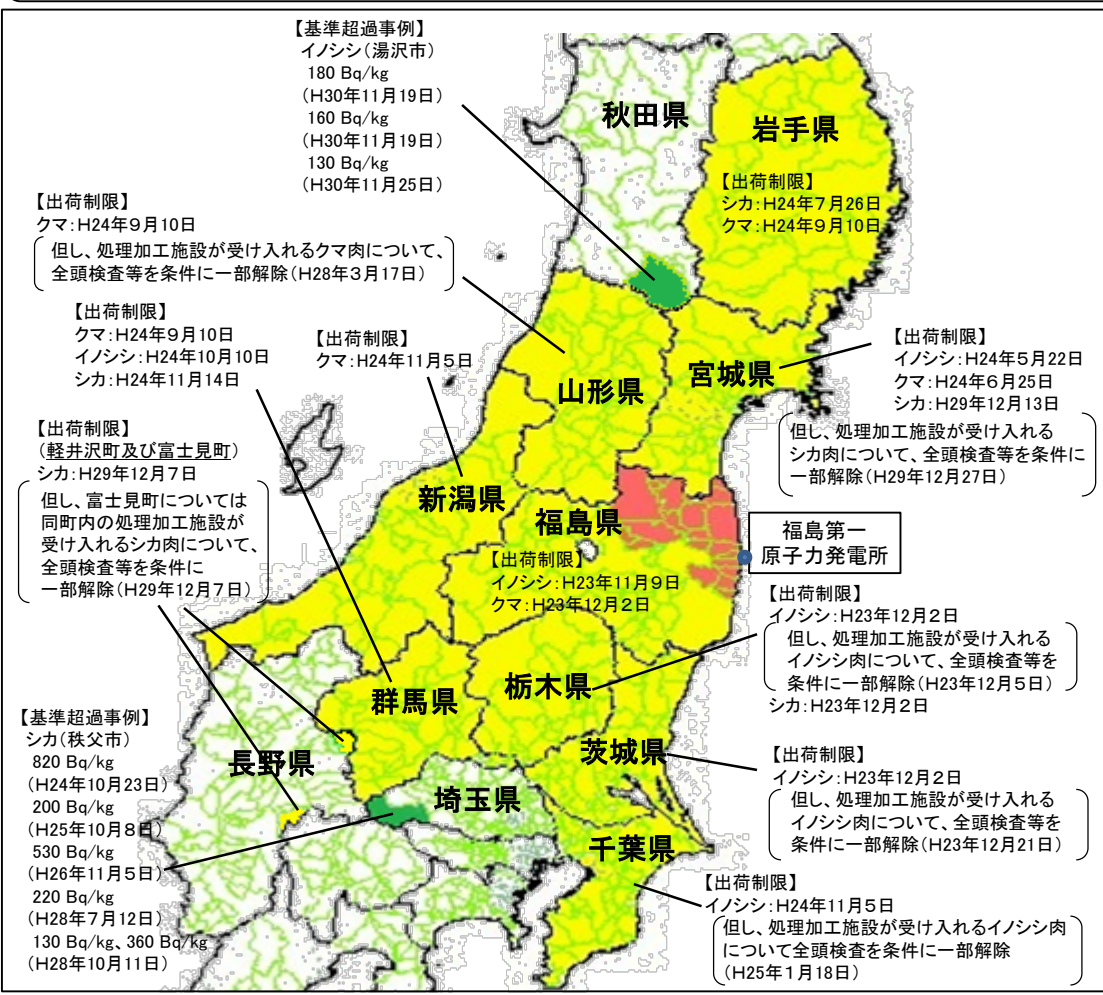 【基準超過事例】
イノシシ(湯沢市)
180 Bq/kg
(H30年11月19日)
160 Bq/kg
(H30年11月19日)
130 Bq/kg
(H30年11月25日)
秋田県
岩手県
【出荷制限】
シカ:H24年7月26日
クマ:H24年9月10日
【出荷制限】
クマ:H24年9月10日
但し、処理加工施設が受け入れるクマ肉について、
全頭検査等を条件に一部解除(H28年3月17日)
【出荷制限】
クマ:H24年9月10日
イノシシ:H24年10月10日
シカ:H24年11月14日
【出荷制限】
クマ:H24年11月5日
山形県
宮城県
【出荷制限】
イノシシ:H24年5月22日
クマ:H24年6月25日
シカ:H29年12月13日
但し、処理加工施設が受け入れる
シカ肉について、全頭検査等を条件に
一部解除(H29年12月27日)
【出荷制限】
(軽井沢町及び富士見町)
シカ:H29年12月7日
但し、富士見町については
同町内の処理加工施設が
受け入れるシカ肉について、
全頭検査等を条件に
一部解除(H29年12月7日)
新潟県
福島県
【出荷制限】
イノシシ:H23年11月9日
クマ:H23年12月2日
福島第一
原子力発電所
【出荷制限】
イノシシ:H23年12月2日
但し、処理加工施設が受け入れる
イノシシ肉について、全頭検査等を
条件に一部解除(H23年12月5日)
シカ:H23年12月2日
群馬県
栃木県
茨城県
【出荷制限】
イノシシ:H23年12月2日
但し、処理加工施設が受け入れる
イノシシ肉について、全頭検査等を
条件に一部解除(H23年12月21日)
【基準超過事例】
シカ(秩父市)
820 Bq/kg
(H24年10月23日)
200 Bq/kg
(H25年10月8日)
530 Bq/kg
(H26年11月5日)
220 Bq/kg
(H28年7月12日)
130 Bq/kg、360 Bq/kg
(H28年10月11日)
長野県
埼玉県
千葉県
【出荷制限】
イノシシ:H24年11月5日
但し、処理加工施設が受け入れるイノシシ肉
について全頭検査を条件に一部解除
(H25年1月18日)